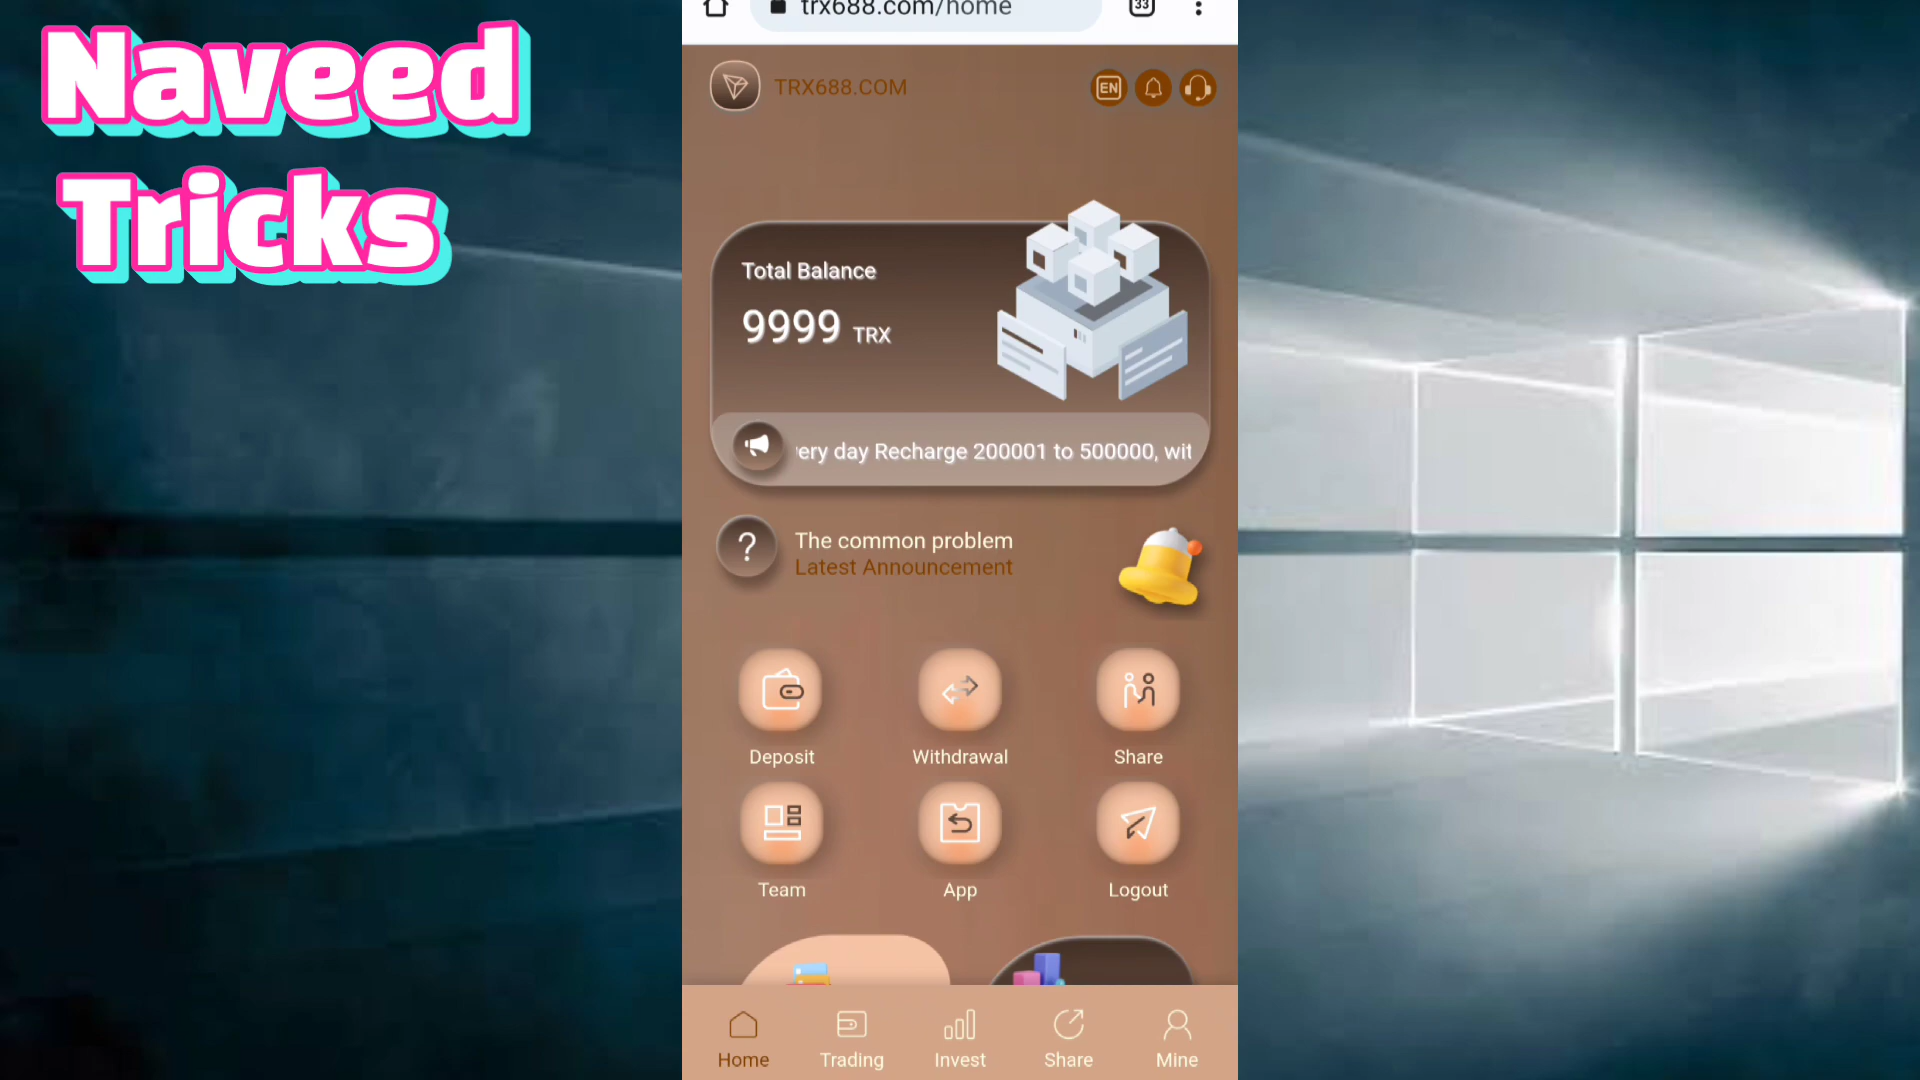 Naveed
Tricks
trx688.com/home
33
TRX688.COM
EN
Total Balance
9999 TRX
ery day Recharge 200001 to 500000, wit
?
The common problem
Latest Announcement
Deposit
Withdrawal
Share
Team
App
Logout
Home
Trading
Invest
Share
Mine